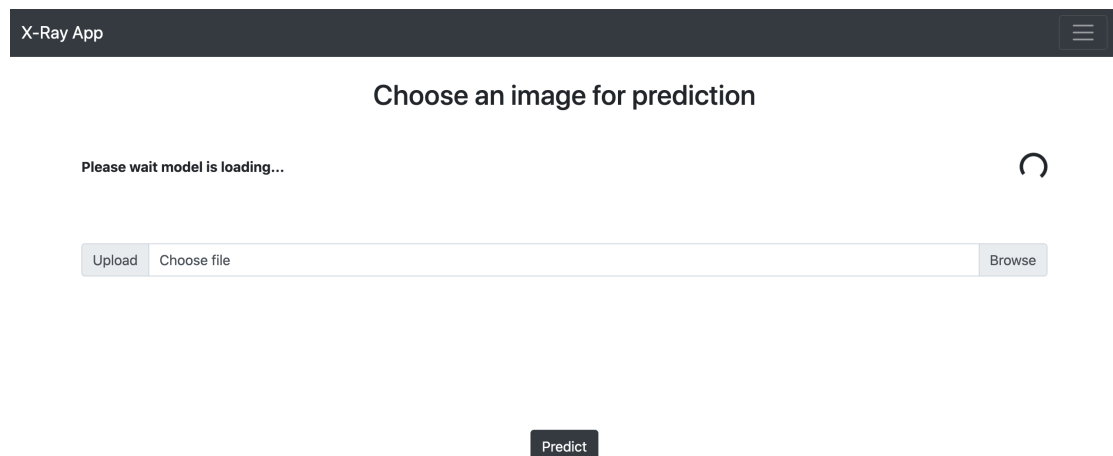 X-Ray App
Choose an image for prediction
Please wait model is loading...
Upload Choose file Browse
Predict